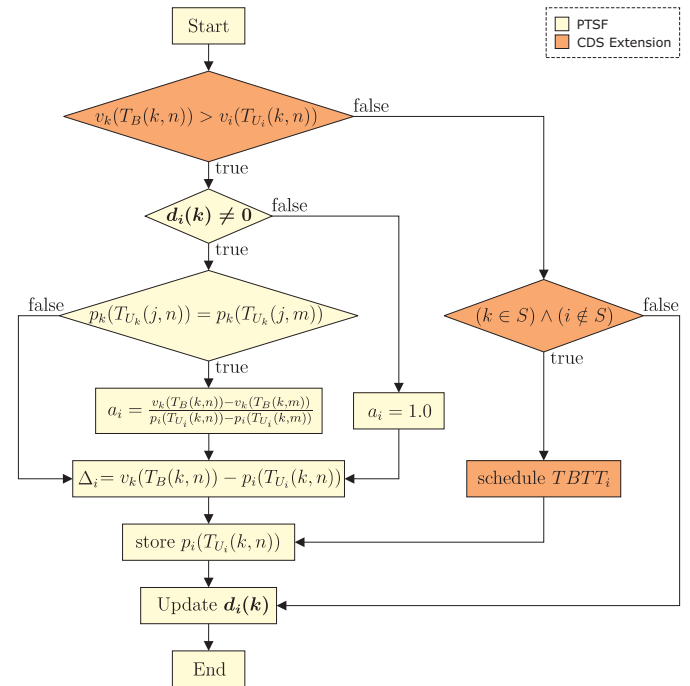 Start
PTSF
CDS Extension
v_k(T_B(k, n)) > v_i(T_{U_i}(k, n))
false
true
d_i(k) ≠ 0
false
true
p_k(T_{U_k}(j, n)) = p_k(T_{U_k}(j, m))
false
(k ∈ S) ∧ (i ∉ S)
false
true
true
a_i = \frac{v_k(T_B(k,n))−v_k(T_B(k,m))}{p_i(T_{U_i}(k,n))−p_i(T_{U_i}(k,m))}
a_i = 1.0
Δ_i = v_k(T_B(k, n)) − p_i(T_{U_i}(k, n))
schedule TBTT_i
store p_i(T_{U_i}(k, n))
Update d_i(k)
End